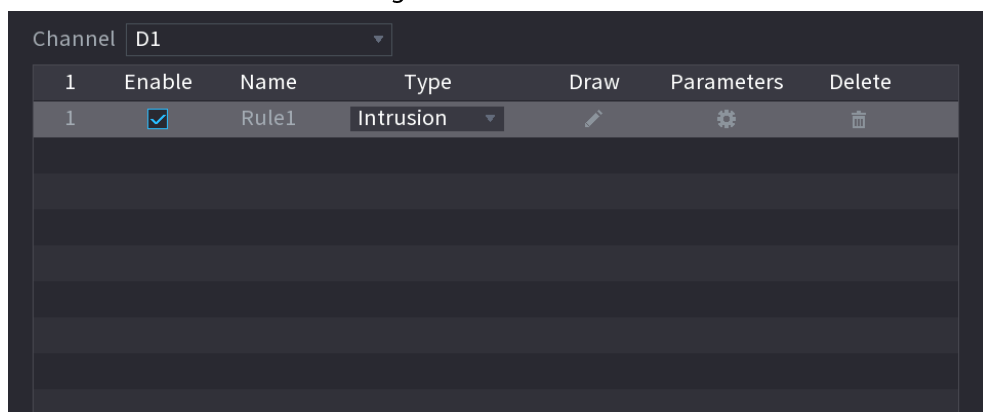 Channel D1
1 Enable Name Type Draw Parameters Delete
1 Rule1 Intrusion